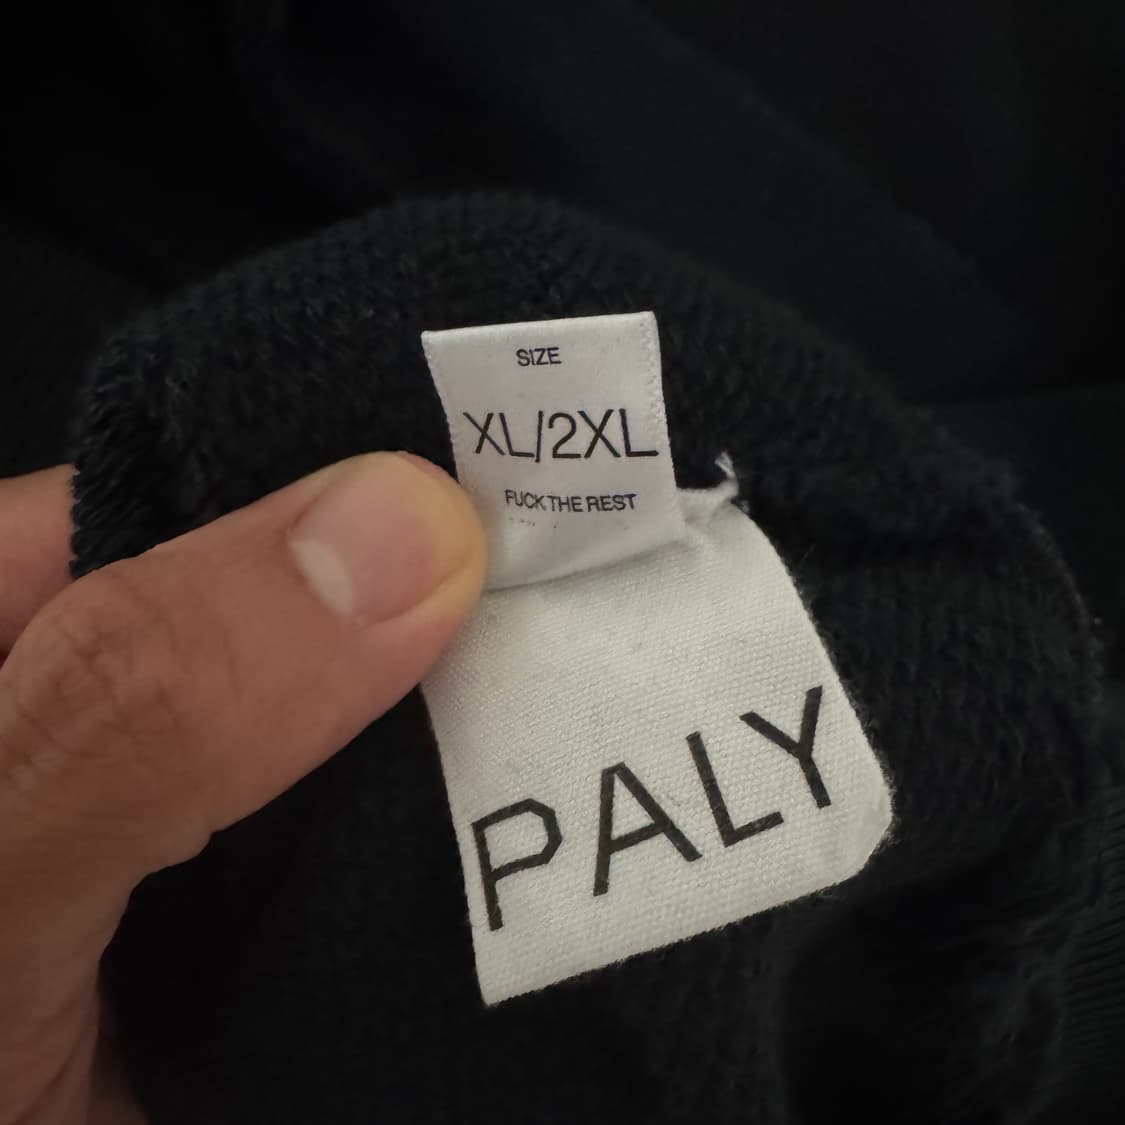 SIZE
XL/2XL
FUCK THE REST
PALY